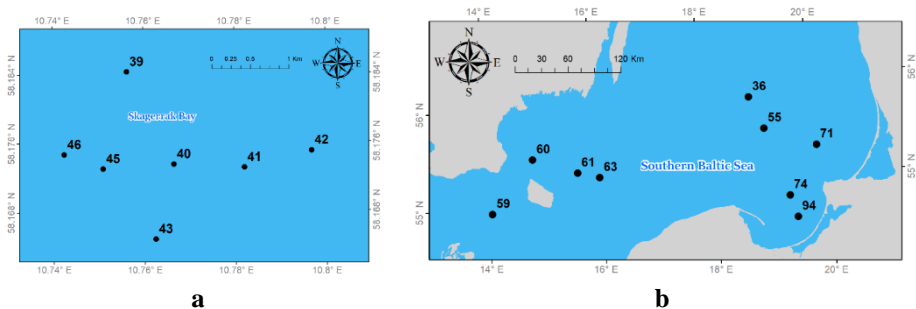 10.74° E 10.76° E 10.78° E 10.8° E
58.184° N 58.176° N 58.168° N
39
0 0.25 0.5 1 Km
N
W E
S
58.184° N 58.176° N 58.168° N
Skagerrak Bay
46 45 40 41 42
43
10.74° E 10.76° E 10.78° E 10.8° E
a
14° E 16° E 20° E
56° N 55° N
N
W E
S
0 30 60 120 Km
56° N 55° N
36
55
71
60 61 63
Southern Baltic Sea
74
59 94
14° E 16° E 18° E 20° E
b